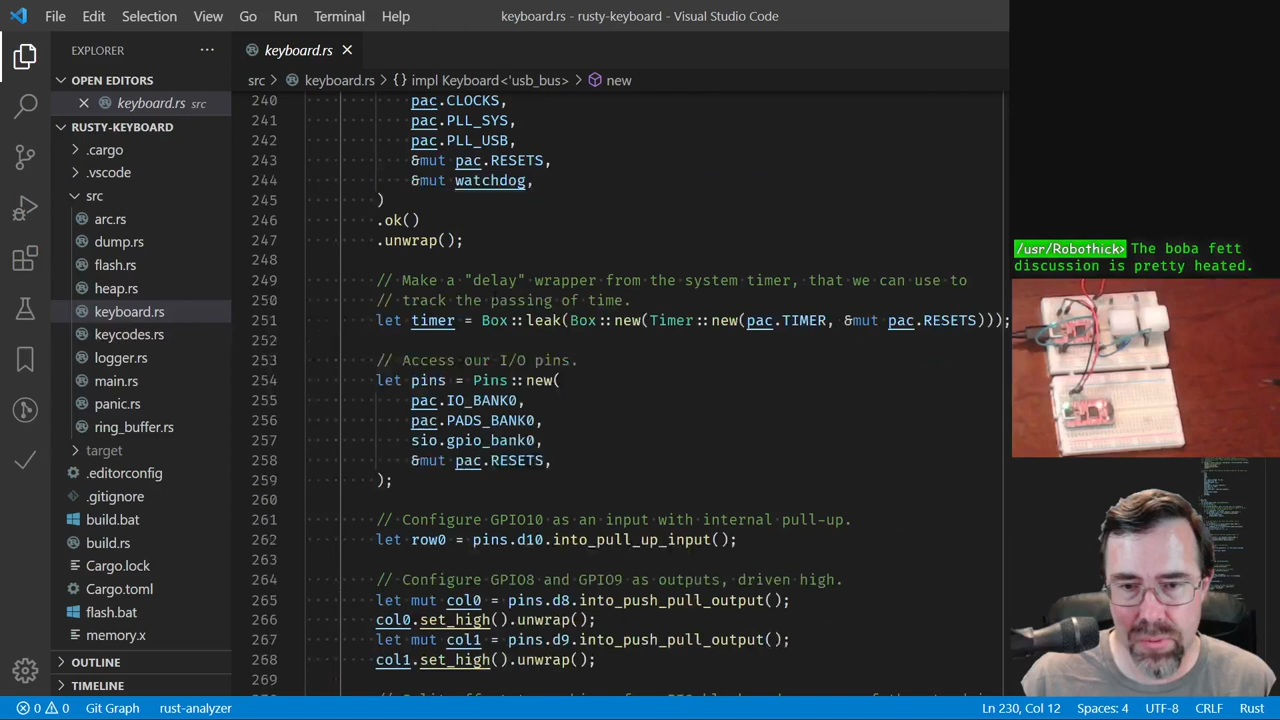 File Edit Selection View Go Run Terminal Help
keyboard.rs - rusty-keyboard - Visual Studio Code
EXPLORER
OPEN EDITORS
keyboard.rs src
RUSTY-KEYBOARD
.cargo
.vscode
src
arc.rs
dump.rs
flash.rs
heap.rs
keyboard.rs
keycodes.rs
logger.rs
main.rs
panic.rs
ring_buffer.rs
target
.editorconfig
.gitignore
build.bat
build.rs
Cargo.lock
Cargo.toml
flash.bat
memory.x
OUTLINE
TIMELINE
keyboard.rs
src > keyboard.rs > {} impl Keyboard<'usb_bus> > new
240 pac.CLOCKS,
241 pac.PLL_SYS,
242 pac.PLL_USB,
243 &mut pac.RESETS,
244 &mut watchdog,
245 )
246 .ok()
247 .unwrap();
248
249 // Make a "delay" wrapper from the system timer, that we can use to
250 // track the passing of time.
251 let timer = Box::leak(Box::new(Timer::new(pac.TIMER, &mut pac.RESETS)));
252
253 // Access our I/O pins.
254 let pins = Pins::new(
255 pac.IO_BANK0,
256 pac.PADS_BANK0,
257 sio.gpio_bank0,
258 &mut pac.RESETS,
259 );
260
261 // Configure GPIO10 as an input with internal pull-up.
262 let row0 = pins.d10.into_pull_up_input();
263
264 // Configure GPIO8 and GPIO9 as outputs, driven high.
265 let mut col0 = pins.d8.into_push_pull_output();
266 col0.set_high().unwrap();
267 let mut col1 = pins.d9.into_push_pull_output();
268 col1.set_high().unwrap();
269
/usr/Robothick> The boba fett
discussion is pretty heated.
0 0 Git Graph rust-analyzer
Ln 230, Col 12 Spaces: 4 UTF-8 CRLF Rust